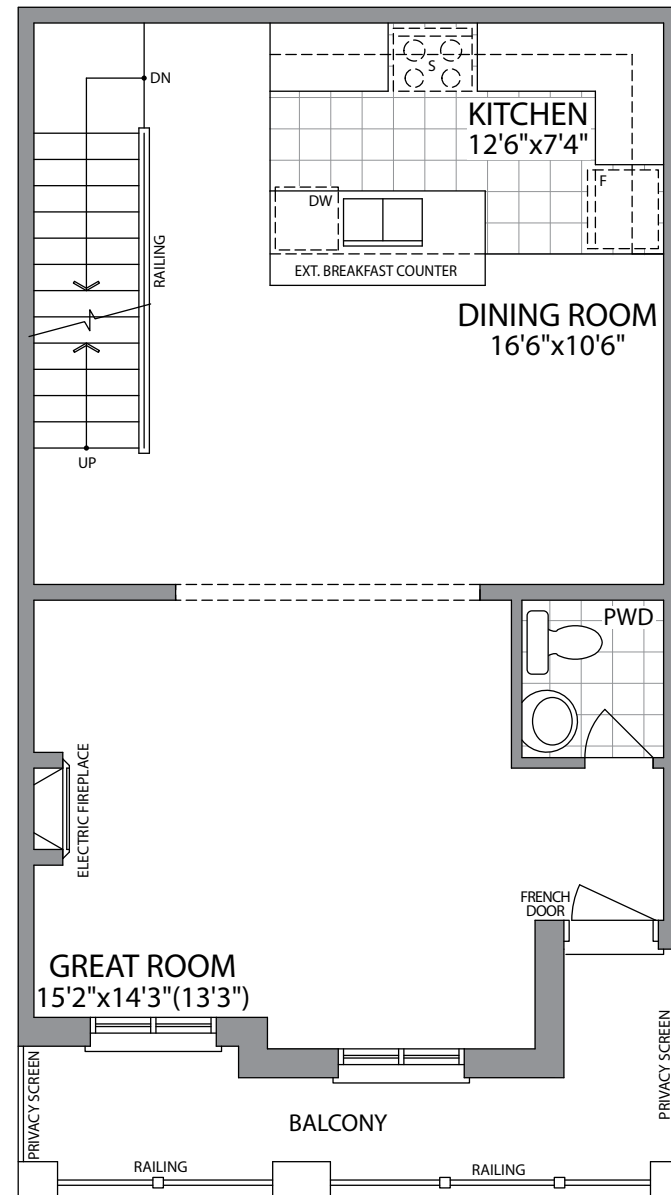 DN
S
KITCHEN
12'6"x7'4"
F
DW
RAILING
EXT. BREAKFAST COUNTER
DINING ROOM
16'6"x10'6"
UP
PWD
ELECTRIC FIREPLACE
FRENCH
DOOR
GREAT ROOM
15'2"x14'3"(13'3")
PRIVACY SCREEN
PRIVACY SCREEN
BALCONY
RAILING
RAILING